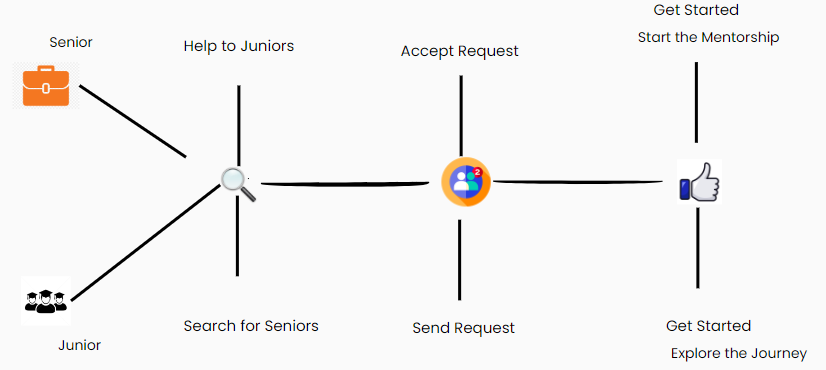 Get Started
Start the Mentorship
Senior
Help to Juniors
Accept Request
2
Search for Seniors
Send Request
Get Started
Junior
Explore the Journey